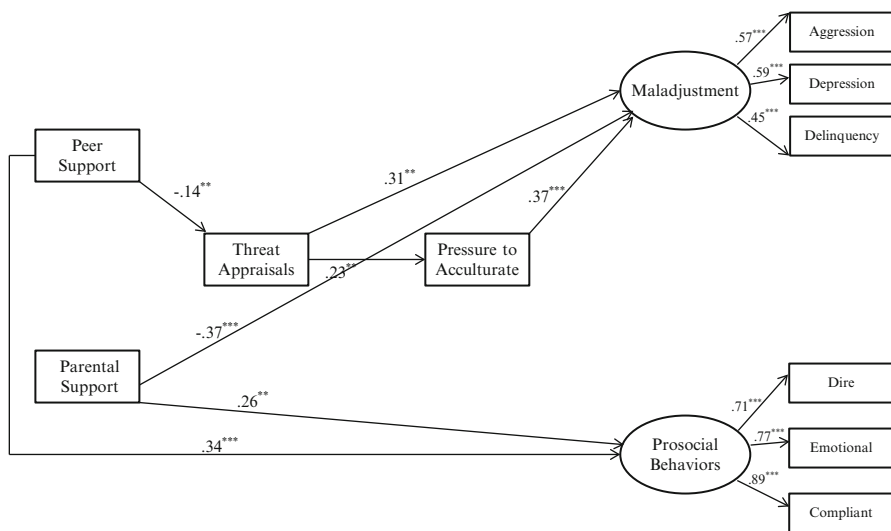 .57***
Aggression
Maladjustment
.59***
Depression
.45***
Delinquency
Peer
Support
-.14**
.31**
.37***
Threat
Appraisals
.23**
Pressure to
Acculturate
-.37***
Parental
Support
.26**
.34***
Prosocial
Behaviors
.71***
Dire
.77***
Emotional
.89***
Compliant